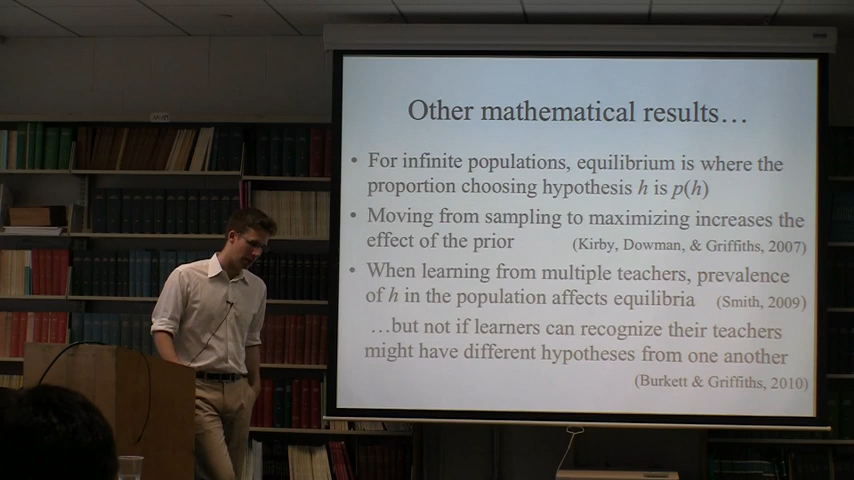 Other mathematical results…
• For infinite populations, equilibrium is where the
proportion choosing hypothesis h is p(h)
• Moving from sampling to maximizing increases the
effect of the prior (Kirby, Dowman, & Griffiths, 2007)
• When learning from multiple teachers, prevalence
of h in the population affects equilibria (Smith, 2009)
…but not if learners can recognize their teachers
might have different hypotheses from one another
(Burkett & Griffiths, 2010)